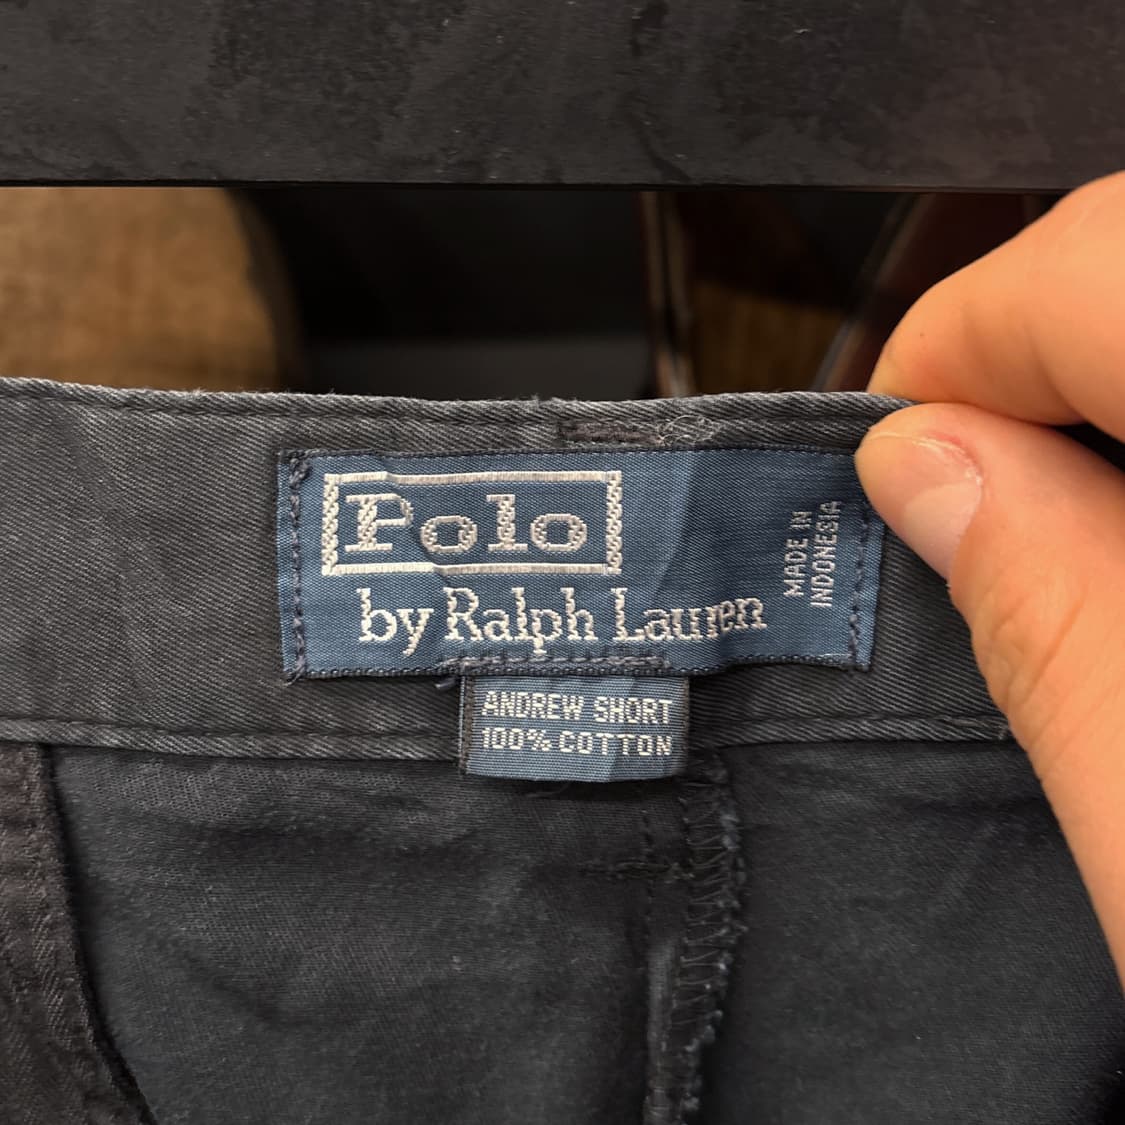 Polo
by Ralph Lauren
MADE IN
INDONESIA
ANDREW SHORT
100% COTTON